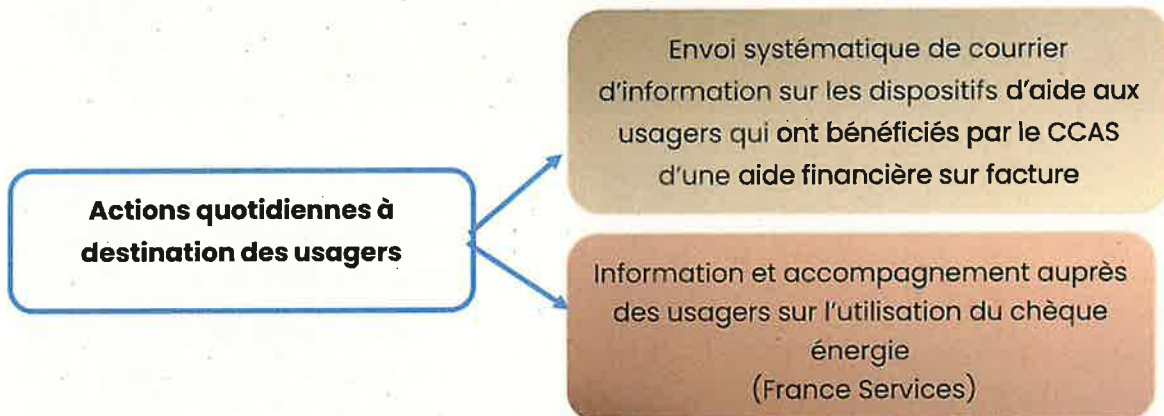 Actions quotidiennes à
destination des usagers
Envoi systématique de courrier
d'information sur les dispositifs d'aide aux
usagers qui ont bénéficiés par le CCAS
d'une aide financière sur facture
Information et accompagnement auprès
des usagers sur l'utilisation du chèque
énergie
(France Services)